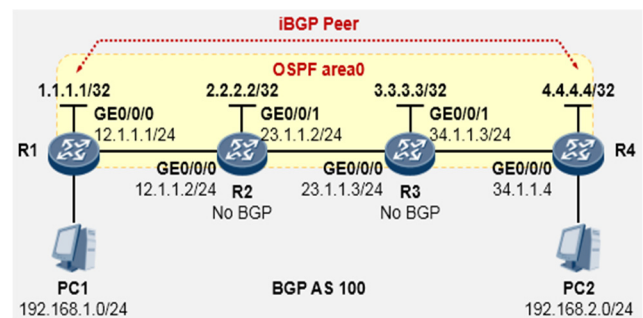 iBGP Peer
OSPF area0
1.1.1.1/32
2.2.2.2/32
3.3.3.3/32
4.4.4.4/32
GE0/0/0
12.1.1.1/24
GE0/0/1
23.1.1.2/24
GE0/0/1
34.1.1.3/24
R1
R4
GE0/0/0
12.1.1.2/24
R2
No BGP
GE0/0/0
23.1.1.3/24
R3
No BGP
GE0/0/0
34.1.1.4
PC1
192.168.1.0/24
BGP AS 100
PC2
192.168.2.0/24